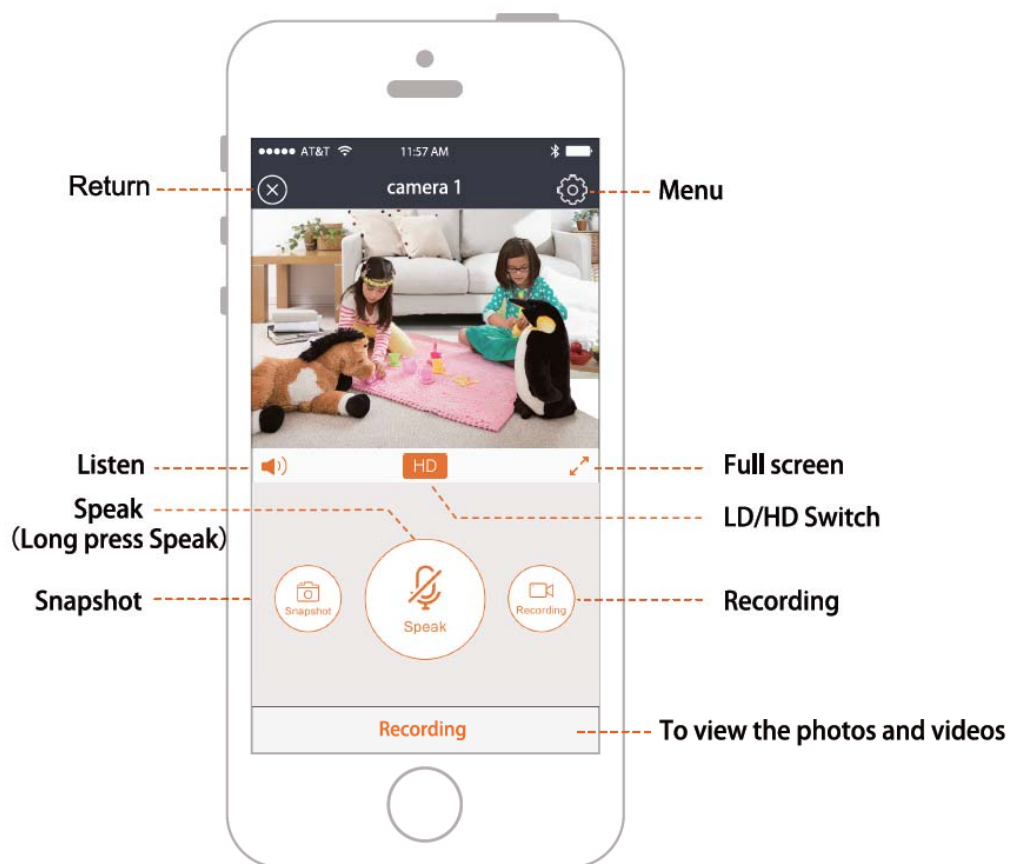 AT&T 11:57 AM
Return camera 1 Menu
Listen HD Full screen
Speak
(Long press Speak)
LD/HD Switch
Snapshot Snapshot Speak Recording Recording
Recording To view the photos and videos